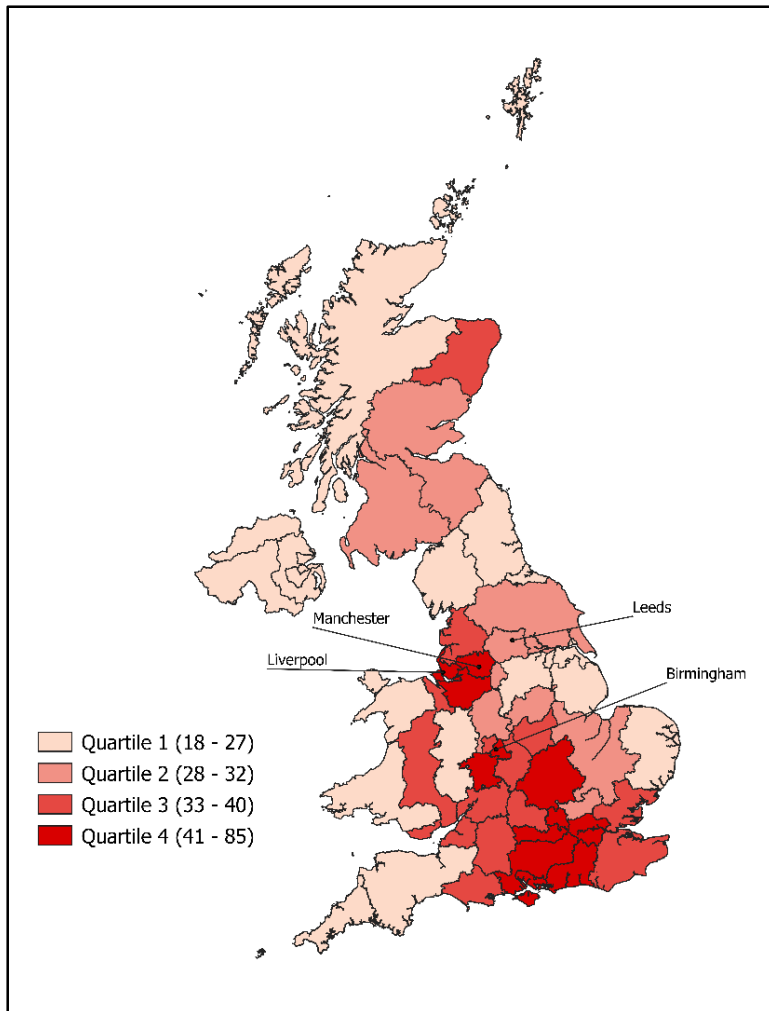 Manchester
Leeds
Liverpool
Birmingham
Quartile 1 (18 - 27)
Quartile 2 (28 - 32)
Quartile 3 (33 - 40)
Quartile 4 (41 - 85)